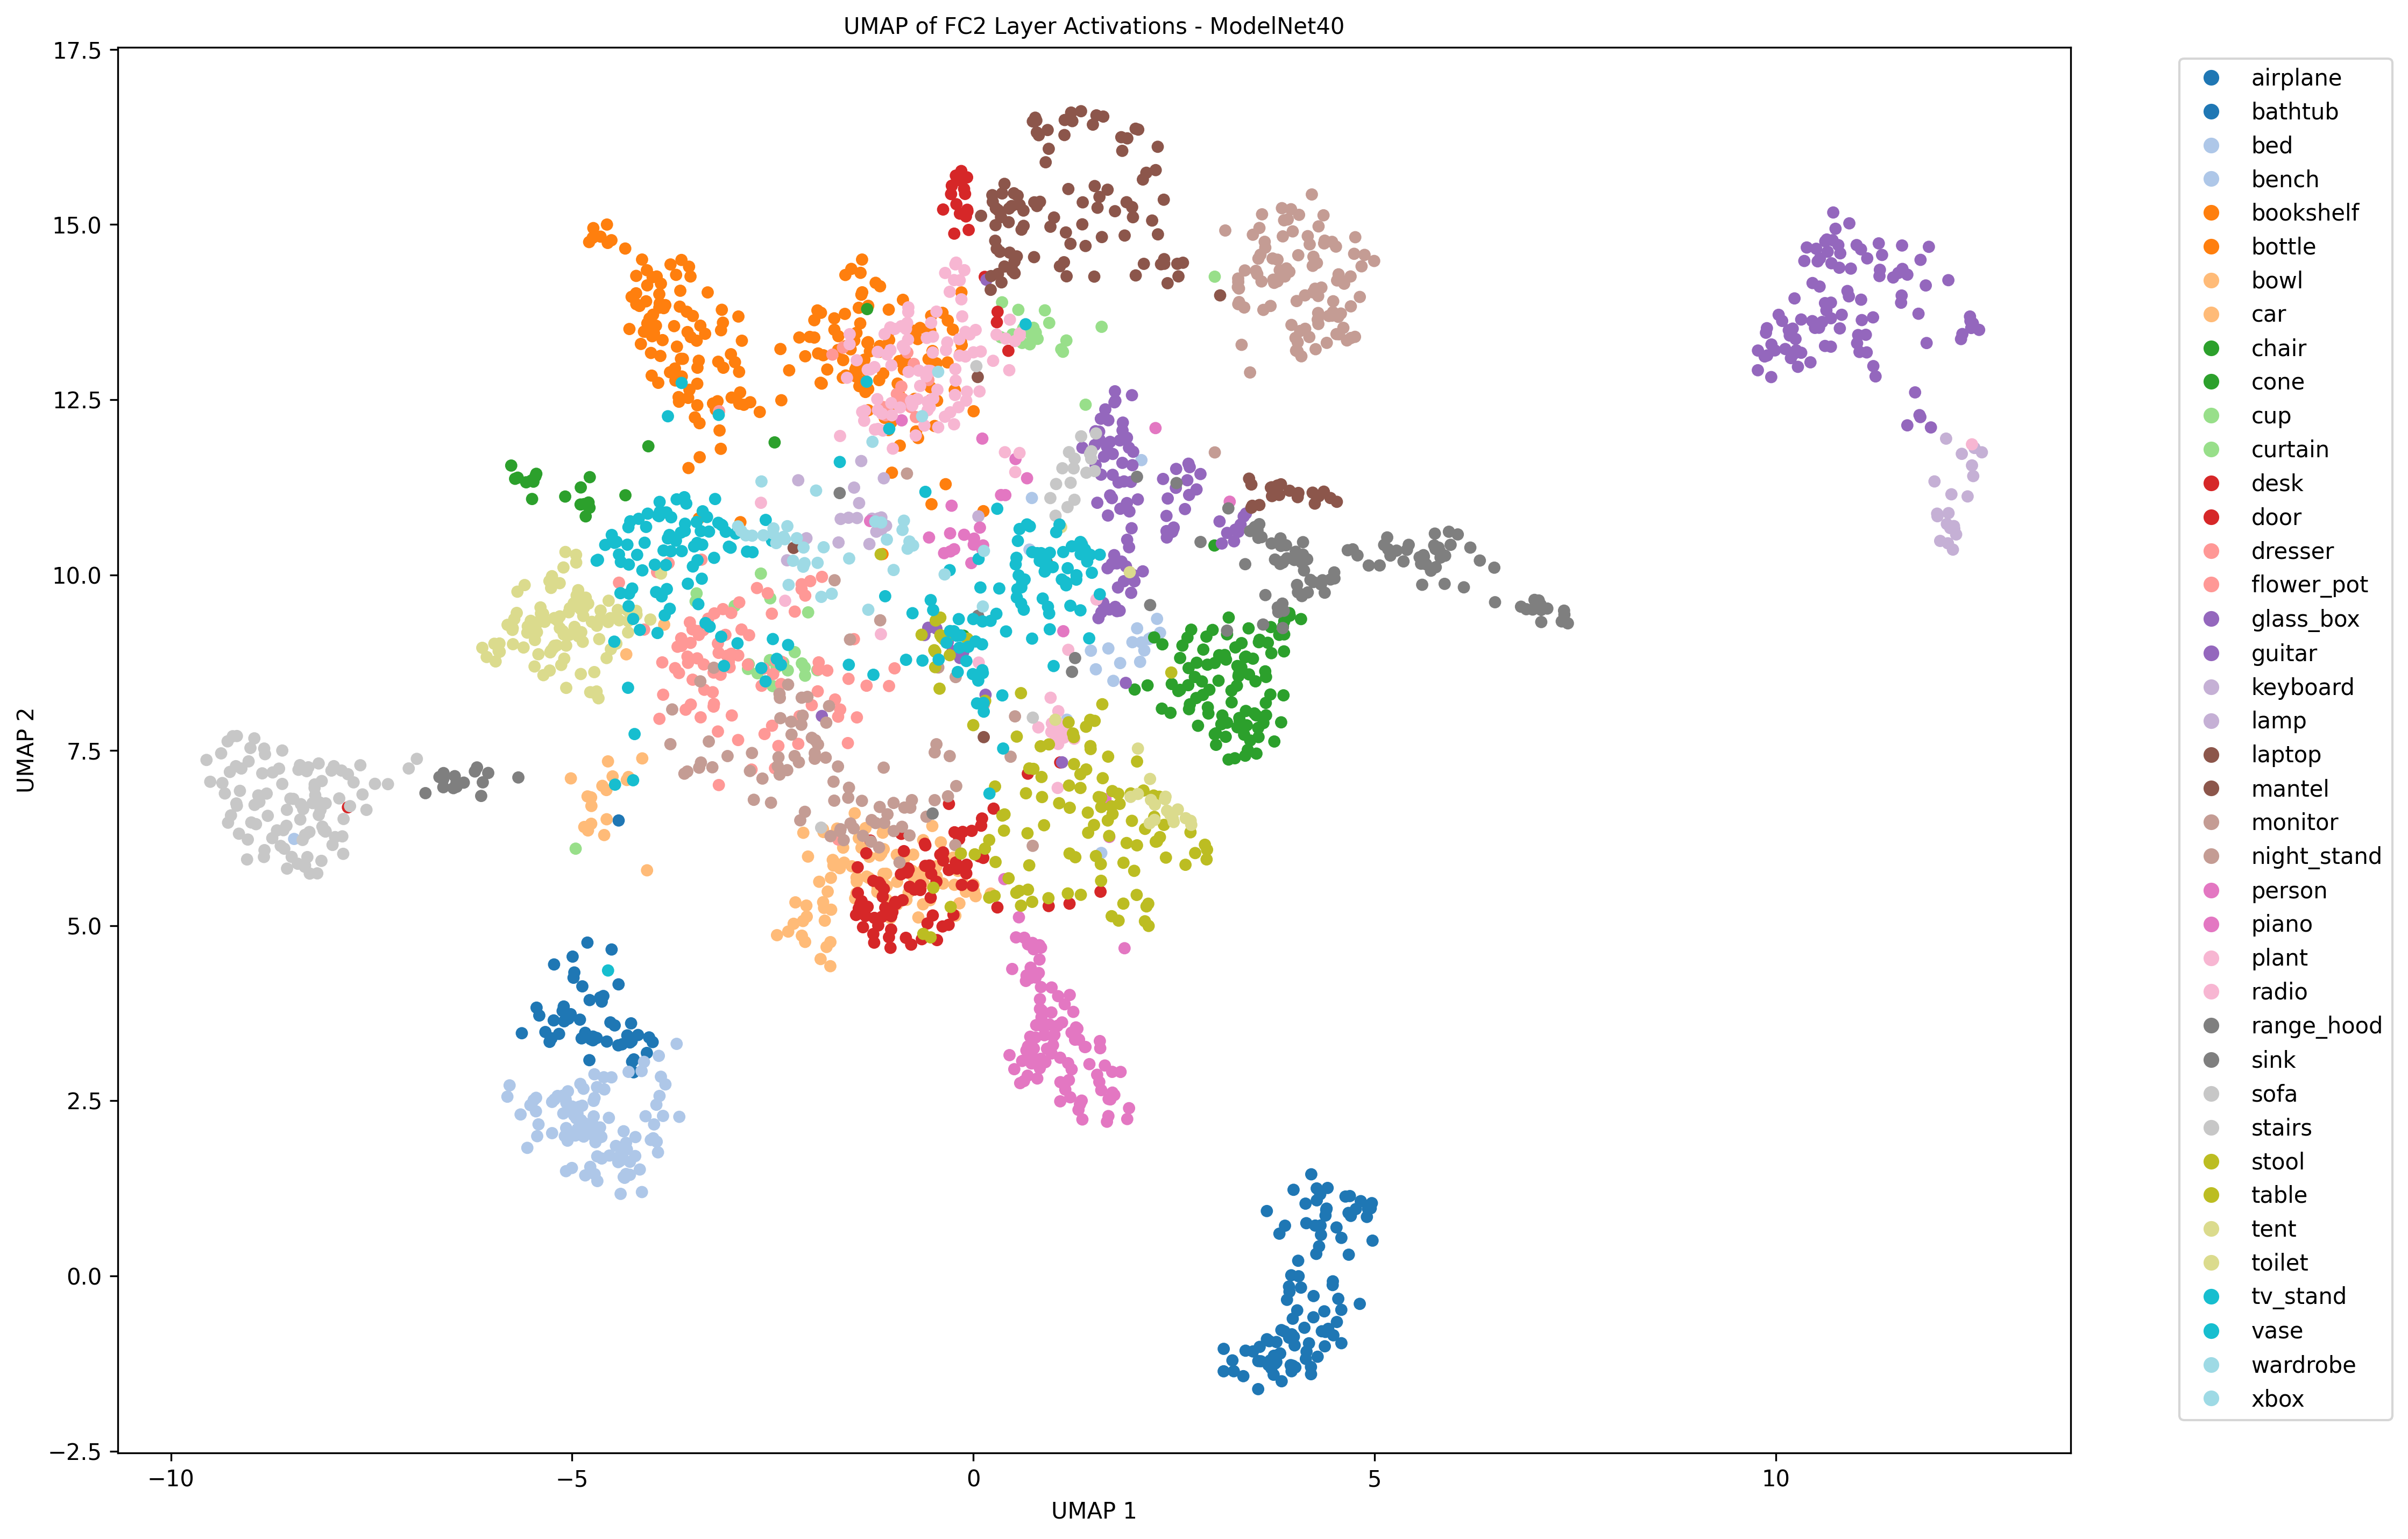 UMAP of FC2 Layer Activations - ModelNet40
17.5
15.0
12.5
10.0
7.5
5.0
2.5
0.0
−2.5
UMAP 2
−10
−5
0
5
10
UMAP 1
airplane
bathtub
bed
bench
bookshelf
bottle
bowl
car
chair
cone
cup
curtain
desk
door
dresser
flower_pot
glass_box
guitar
keyboard
lamp
laptop
mantel
monitor
night_stand
person
piano
plant
radio
range_hood
sink
sofa
stairs
stool
table
tent
toilet
tv_stand
vase
wardrobe
xbox